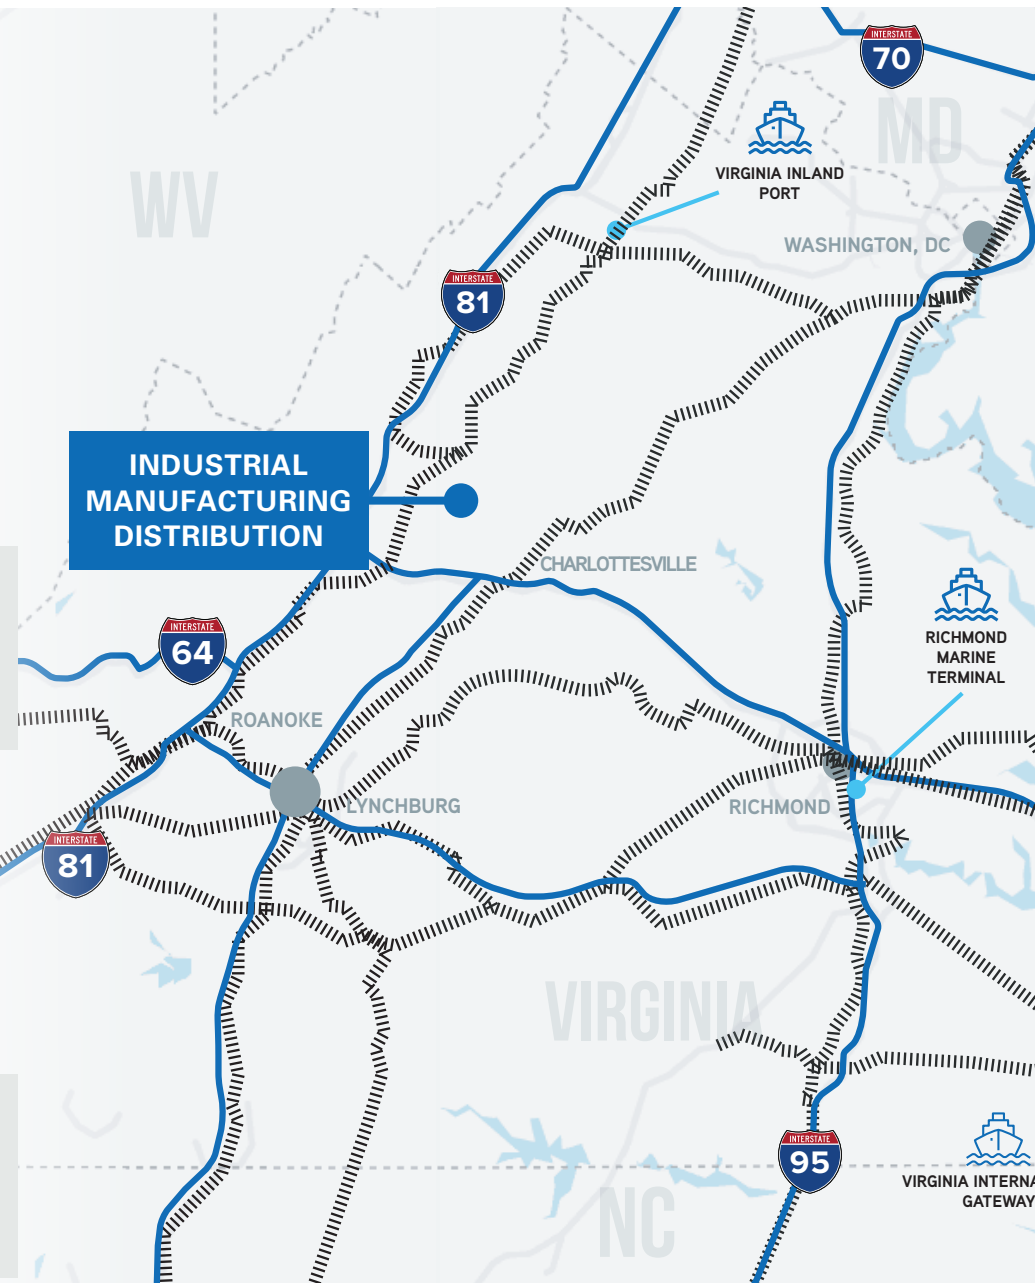 INTERSTATE
70
MD
VIRGINIA INLAND
PORT
WV
WASHINGTON, DC
INTERSTATE
81
INDUSTRIAL
MANUFACTURING
DISTRIBUTION
CHARLOTTESVILLE
INTERSTATE
64
RICHMOND
MARINE
TERMINAL
ROANOKE
LYNCHBURG
RICHMOND
INTERSTATE
81
VIRGINIA
INTERSTATE
95
VIRGINIA INTERNA
GATEWAY
NC